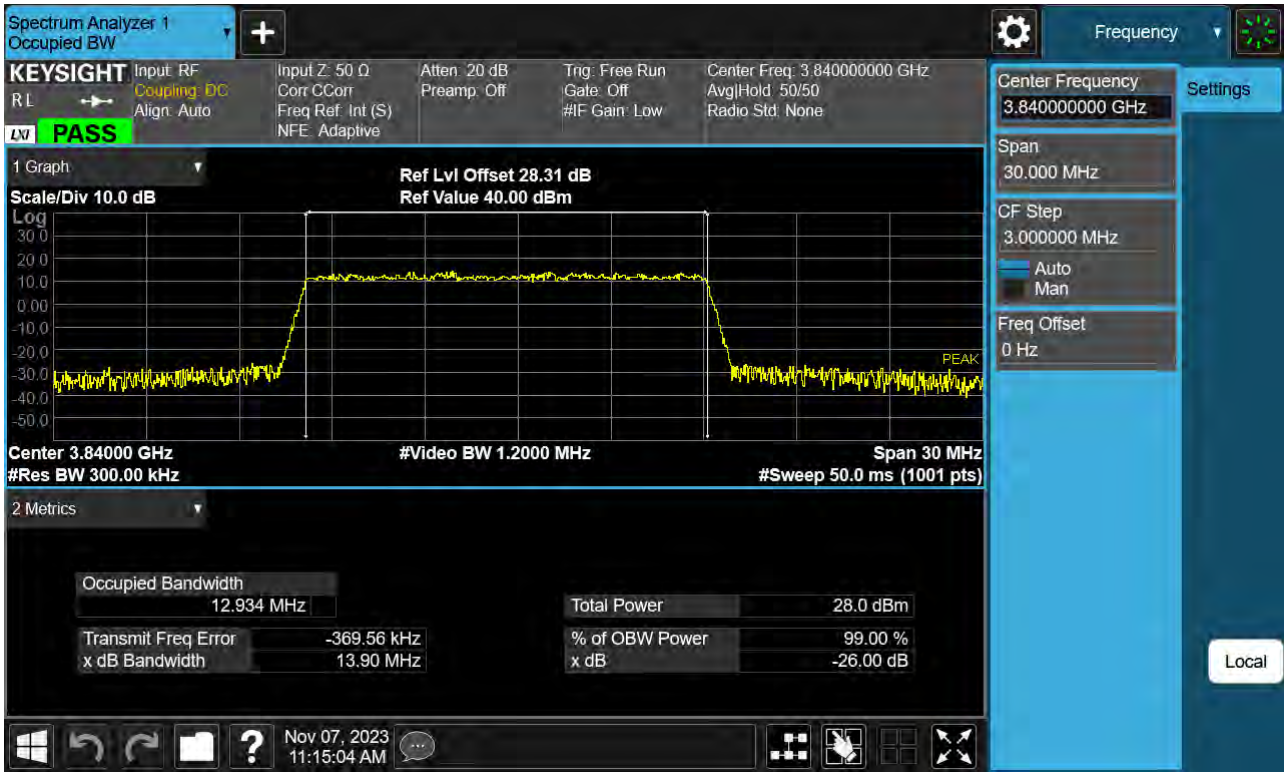 Spectrum Analyzer 1
Occupied BW
+
Frequency
KEYSIGHT
RL
LXI
PASS
Input: RF
Coupling: DC
Align: Auto
Input Z: 50 Ω
Corr CCorr
Freq Ref: Int (S)
NFE: Adaptive
Atten: 20 dB
Preamp: Off
Trig: Free Run
Gate: Off
#IF Gain: Low
Center Freq: 3.840000000 GHz
Avg|Hold: 50/50
Radio Std: None
1 Graph
Scale/Div 10.0 dB
Ref Lvl Offset 28.31 dB
Ref Value 40.00 dBm
Log
30.0
20.0
10.0
0.00
-10.0
-20.0
-30.0
-40.0
-50.0
PEAK
Center 3.84000 GHz
#Video BW 1.2000 MHz
Span 30 MHz
#Res BW 300.00 kHz
#Sweep 50.0 ms (1001 pts)
2 Metrics
Occupied Bandwidth
12.934 MHz
Total Power 28.0 dBm
Transmit Freq Error -369.56 kHz
% of OBW Power 99.00 %
x dB Bandwidth 13.90 MHz
x dB -26.00 dB
Center Frequency
3.840000000 GHz
Settings
Span
30.000 MHz
CF Step
3.000000 MHz
Auto
Man
Freq Offset
0 Hz
Local
?
Nov 07, 2023
11:15:04 AM